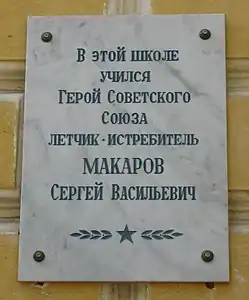 В этой школе
учился
Герой Советского
Союза
летчик-истребитель
МАКАРОВ
Сергей Васильевич